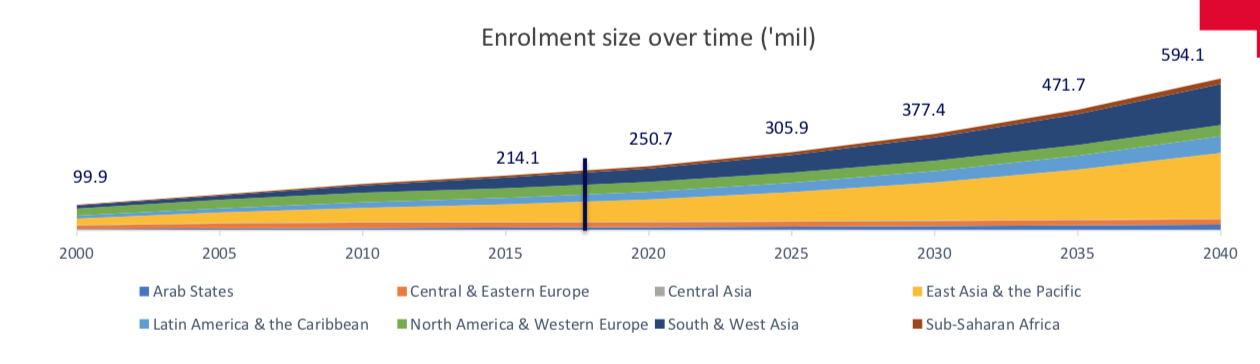 Enrolment size over time ('mil)
594.1
471.7
377.4
305.9
250.7
214.1
99.9
2000 2005 2010 2015 2020 2025 2030 2035 2040
Arab States Central & Eastern Europe Central Asia East Asia & the Pacific
Latin America & the Caribbean North America & Western Europe South & West Asia Sub-Saharan Africa